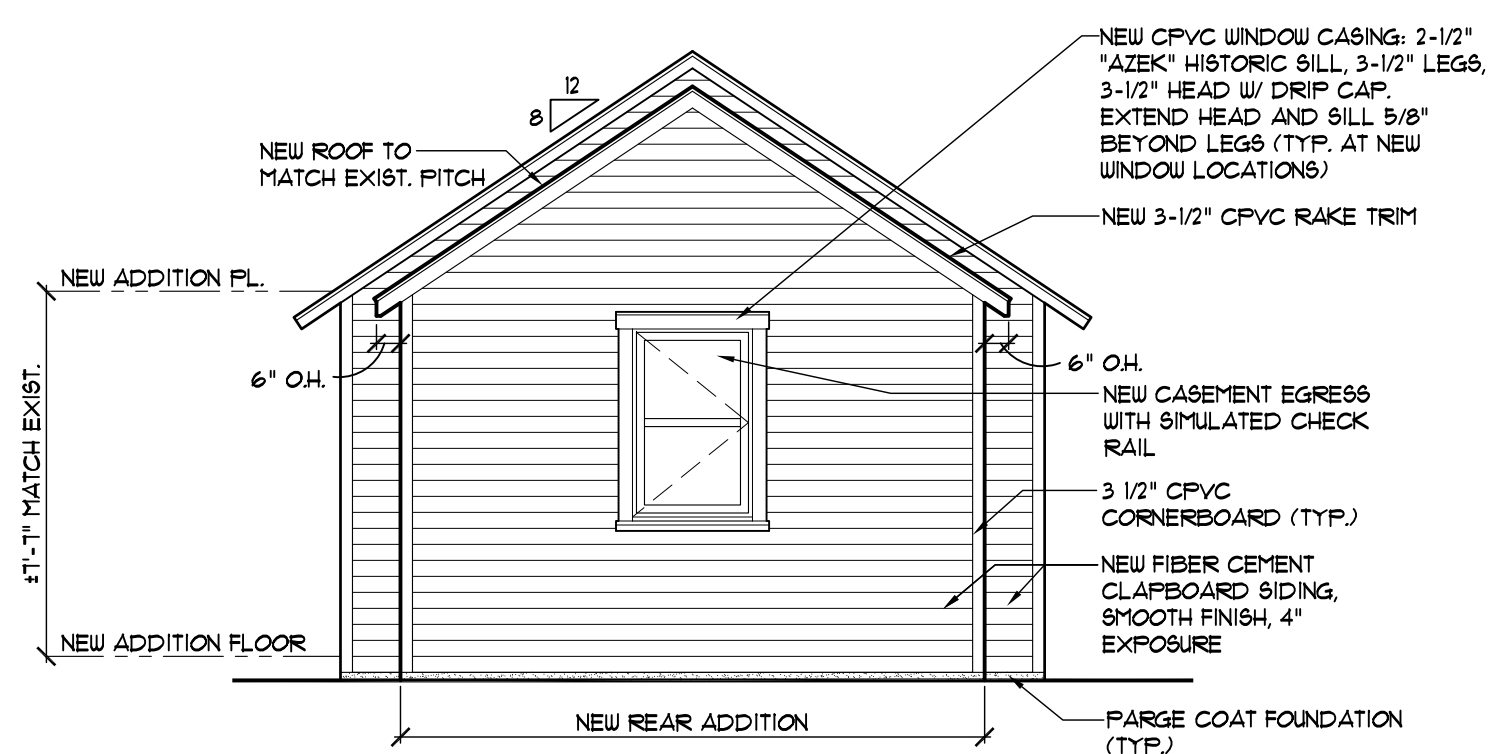 NEW CPVC WINDOW CASING: 2-1/2"
"AZEK" HISTORIC SILL, 3-1/2" LEGS,
3-1/2" HEAD W/ DRIP CAP.
EXTEND HEAD AND SILL 5/8"
BEYOND LEGS (TYP. AT NEW
WINDOW LOCATIONS)
12
8
NEW ROOF TO
MATCH EXIST. PITCH
NEW 3-1/2" CPVC RAKE TRIM
NEW ADDITION PL.
6" O.H.
6" O.H.
NEW CASEMENT EGRESS
WITH SIMULATED CHECK
RAIL
±7'-7" MATCH EXIST.
3 1/2" CPVC
CORNERBOARD (TYP.)
NEW FIBER CEMENT
CLAPBOARD SIDING,
SMOOTH FINISH, 4"
EXPOSURE
NEW ADDITION FLOOR
NEW REAR ADDITION
PARGE COAT FOUNDATION
(TYP.)